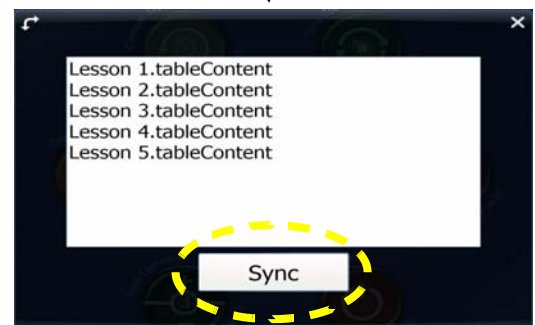 Lesson 1.tableContent
Lesson 2.tableContent
Lesson 3.tableContent
Lesson 4.tableContent
Lesson 5.tableContent
Sync